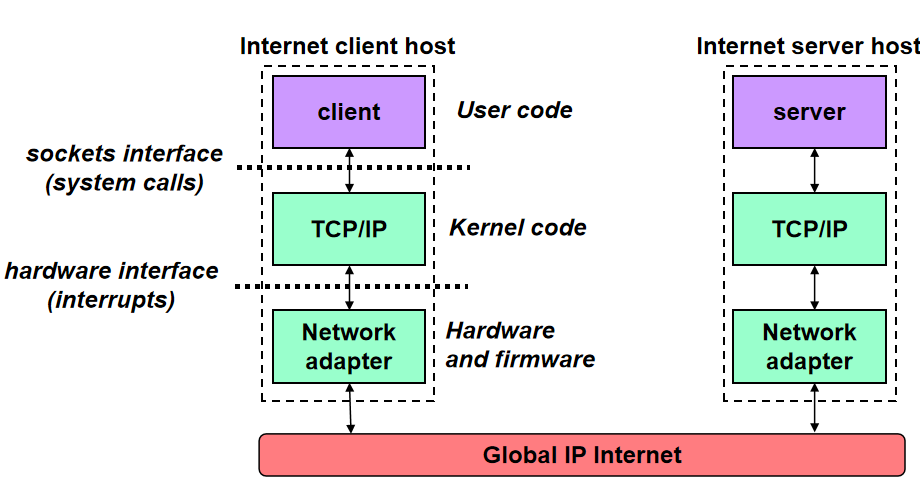 Internet client host
Internet server host
client
User code
server
sockets interface
(system calls)
TCP/IP
Kernel code
TCP/IP
hardware interface
(interrupts)
Network
adapter
Hardware
and firmware
Network
adapter
Global IP Internet